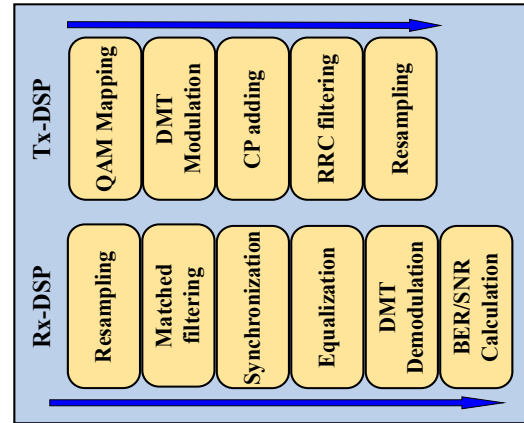 Tx-DSP
QAM Mapping
DMT
Modulation
CP adding
RRC filtering
Resampling
Rx-DSP
Resampling
Matched
filtering
Synchronization
Equalization
DMT
Demodulation
BER/SNR
Calculation